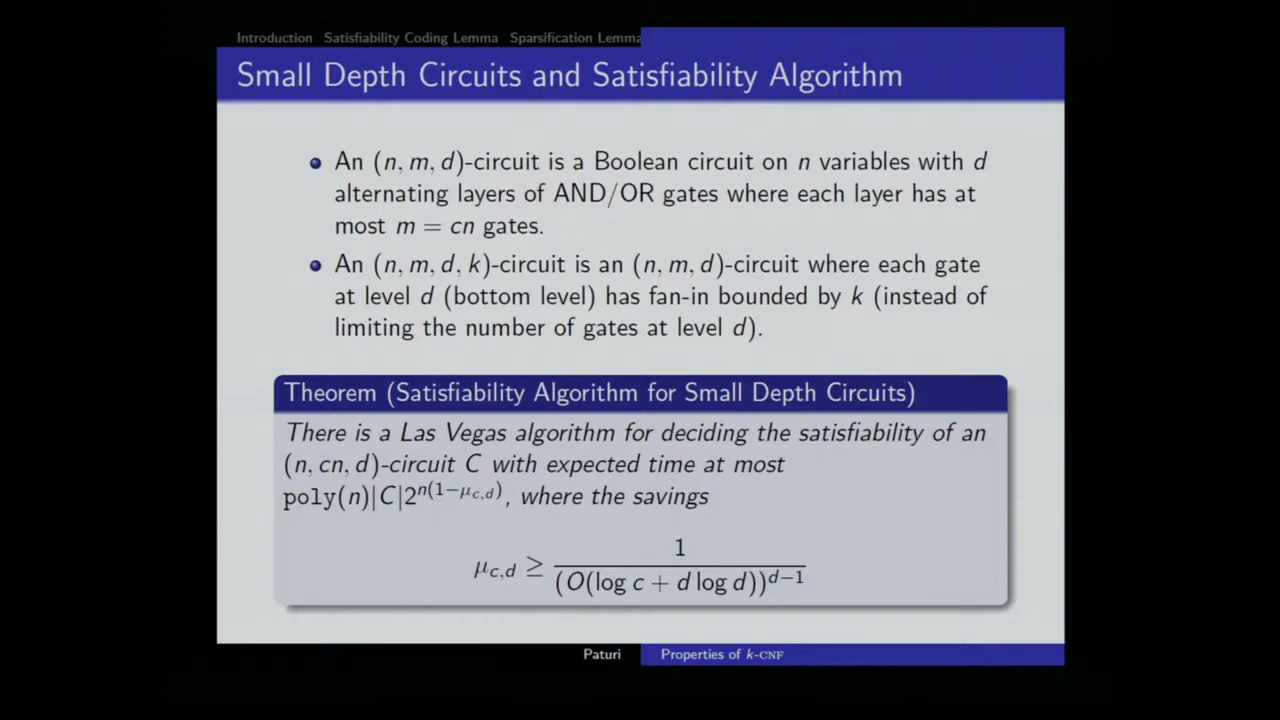 Introduction Satisfiability Coding Lemma Sparsification Lemma
Small Depth Circuits and Satisfiability Algorithm
An (n, m, d)-circuit is a Boolean circuit on n variables with d
alternating layers of AND/OR gates where each layer has at
most m = cn gates.
An (n, m, d, k)-circuit is an (n, m, d)-circuit where each gate
at level d (bottom level) has fan-in bounded by k (instead of
limiting the number of gates at level d).
Theorem (Satisfiability Algorithm for Small Depth Circuits)
There is a Las Vegas algorithm for deciding the satisfiability of an
(n, cn, d)-circuit C with expected time at most
poly(n)|C|2^{n(1−μ_{c,d})}, where the savings
μ_{c,d} ≥ 1 / (O(log c + d log d))^{d−1}
Paturi Properties of k-CNF